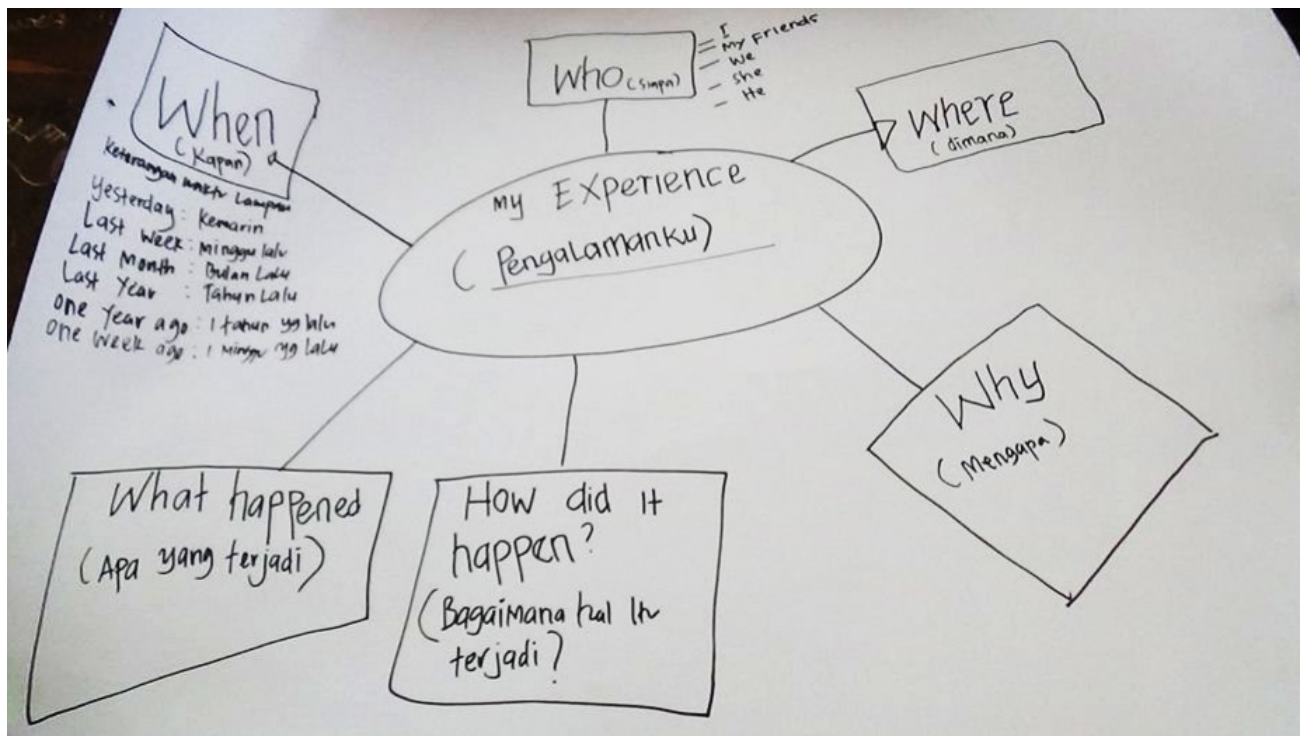 When
(Kapan)
Keterangan waktu Lampau
Yesterday : Kemarin
Last Week : minggu lalu
Last Month : Bulan Lalu
Last Year : Tahun Lalu
One Year ago : 1 tahun yg lalu
One week ago : 1 minggu yg lalu
WHO (Siapa)
- I
- My Friends
- We
- She
- He
WHERE
(dimana)
My EXPerIENCE
(Pengalamanku)
Why
(Mengapa)
What happened
(Apa yang terjadi)
How did It
happen?
(Bagaimana hal Itu
terjadi?